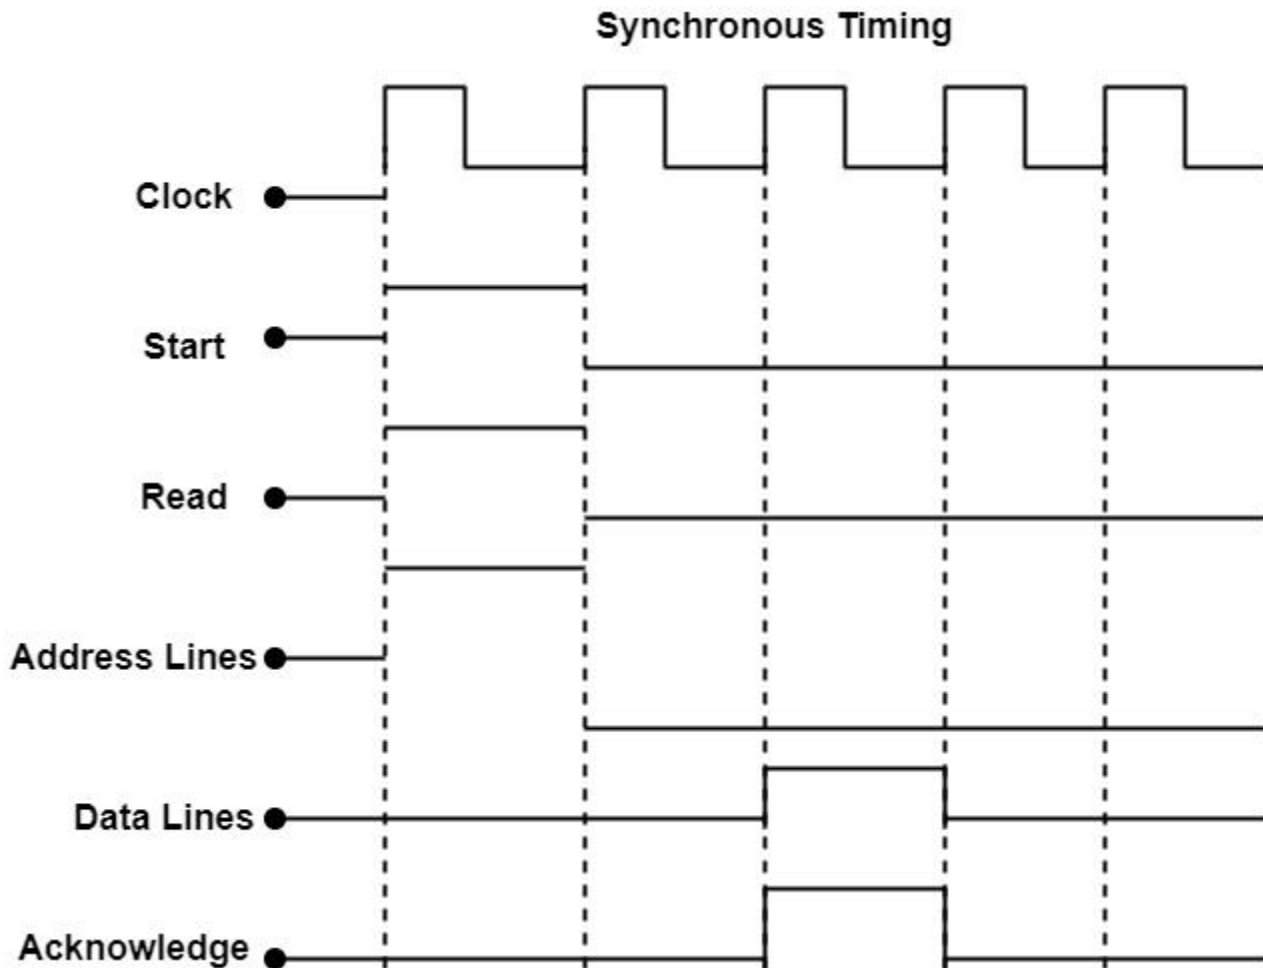 Synchronous Timing
Clock
Start
Read
Address Lines
Data Lines
Acknowledge